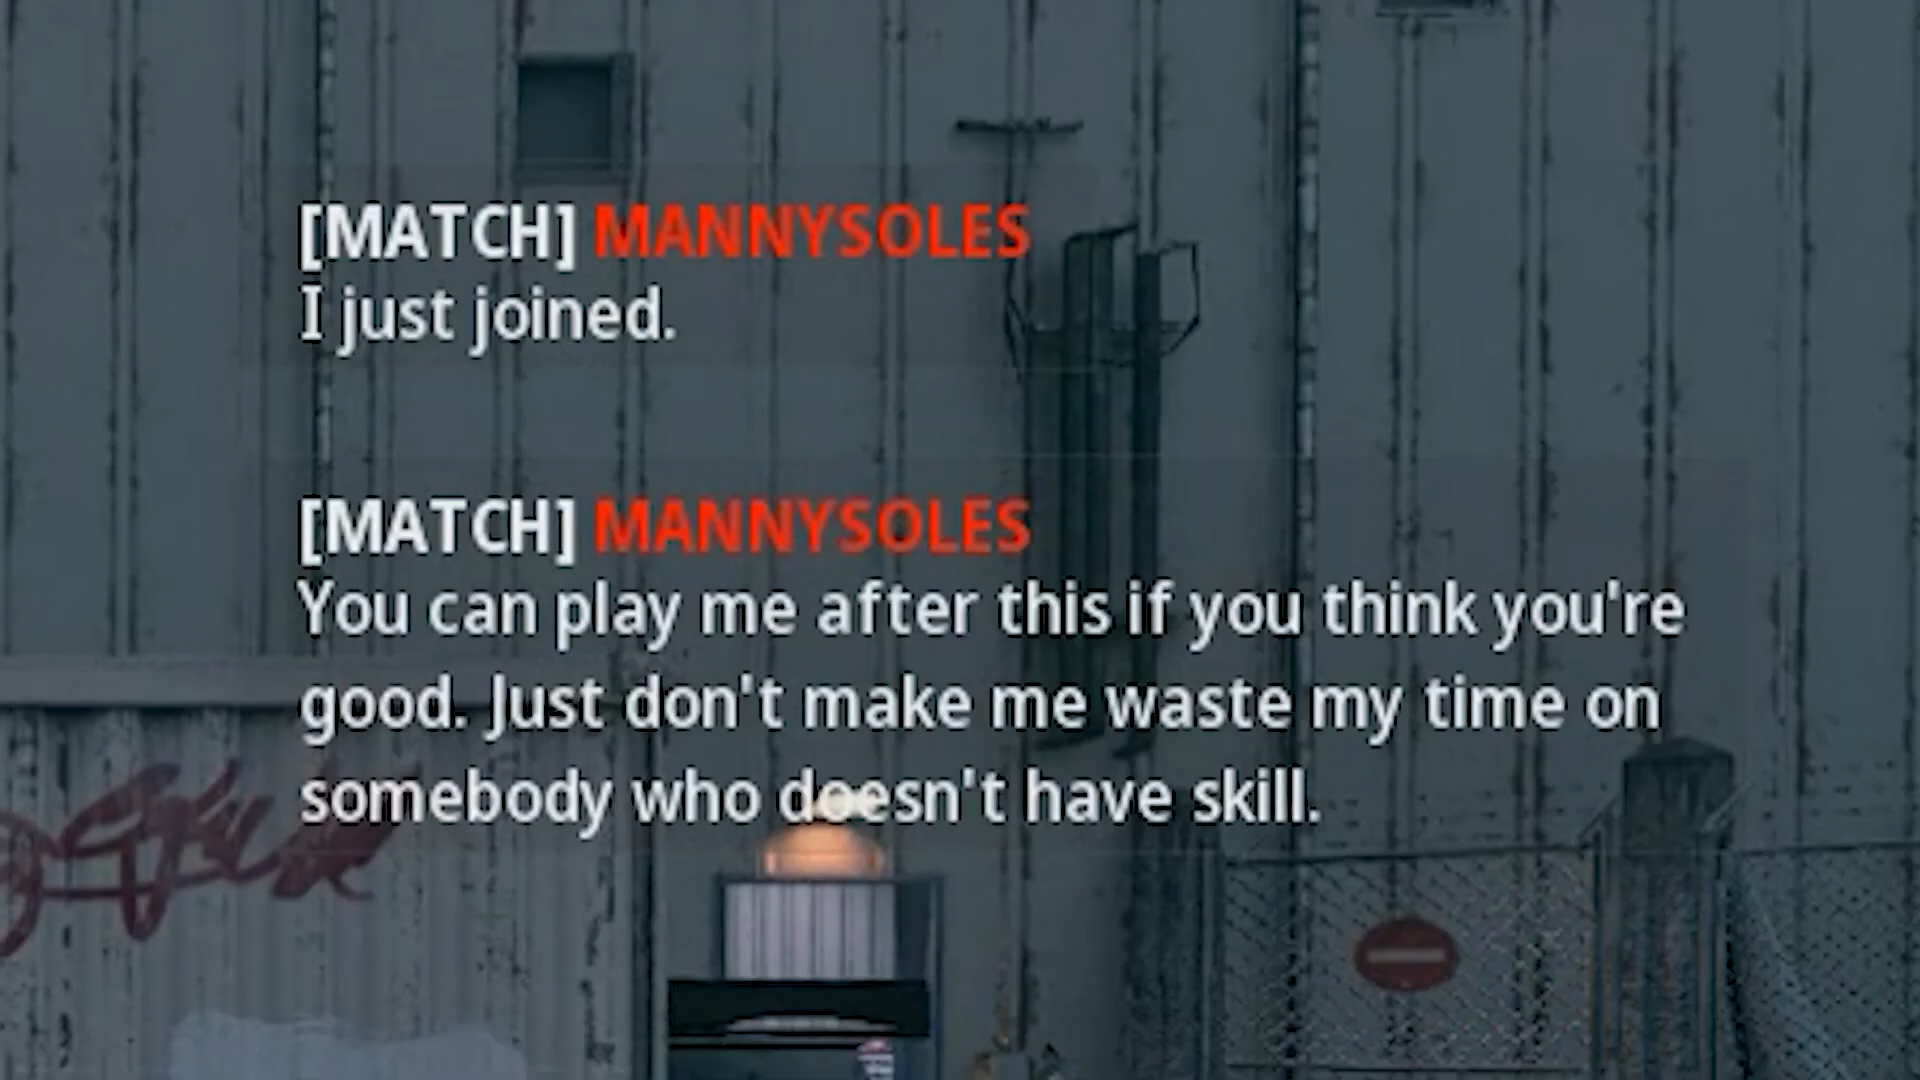 [MATCH] MANNYSOLES
I just joined.
[MATCH] MANNYSOLES
You can play me after this if you think you're
good. Just don't make me waste my time on
somebody who doesn't have skill.